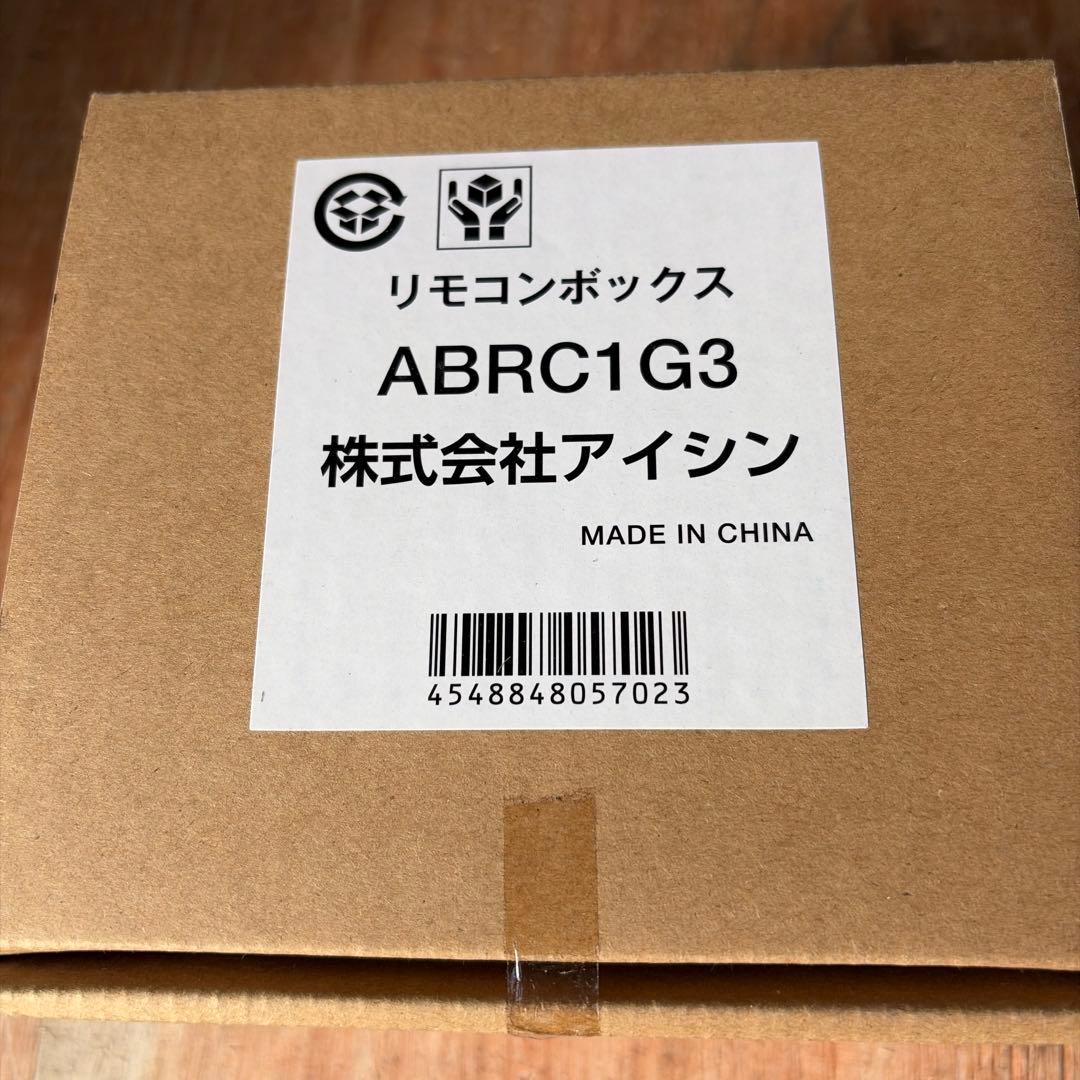 リモコンボックス
ABRC1G3
株式会社アイシン
MADE IN CHINA
4548848057023